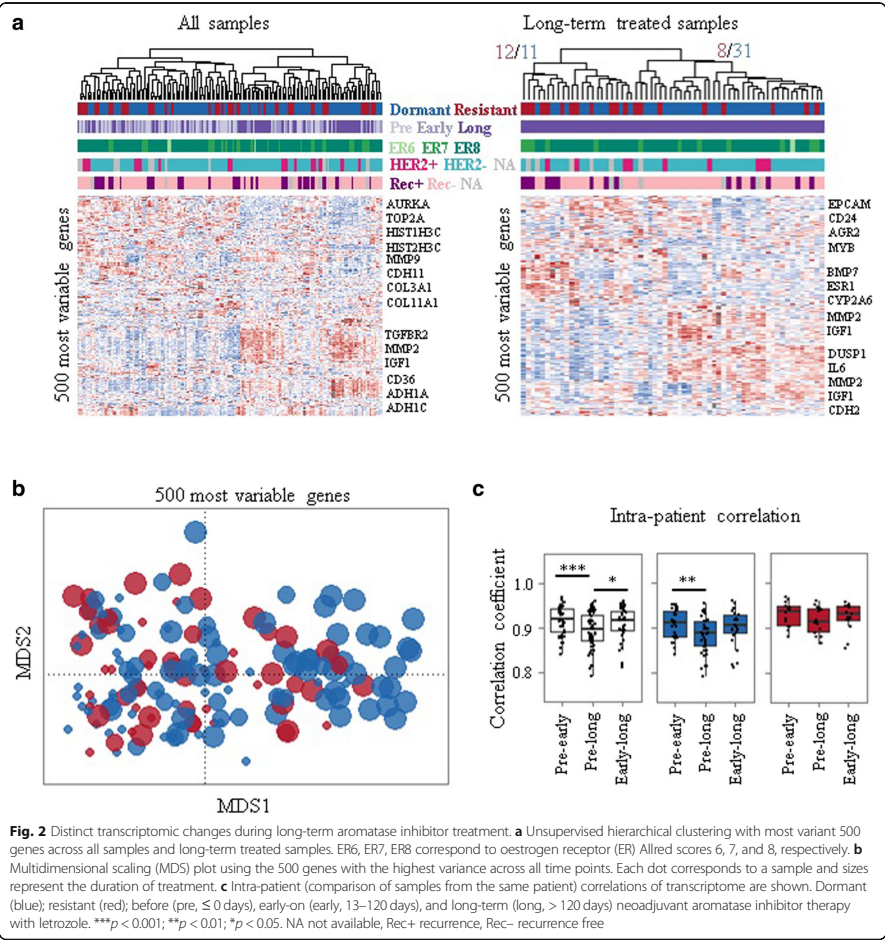 a
All samples
Long-term treated samples
12/11
8/31
Dormant Resistant
Pre Early Long
ER6 ER7 ER8
HER2+ HER2- NA
Rec+ Rec- NA
500 most variable genes
AURKA
TOP2A
HIST1H3C
HIST2H3C
MMP9
CDH11
COL3A1
COL11A1
TGFBR2
MMP2
IGF1
CD36
ADH1A
ADH1C
500 most variable genes
EPCAM
CD24
AGR2
MYB
BMP7
ESR1
CYP2A6
MMP2
IGF1
DUSP1
IL6
MMP2
IGF1
CDH2
b
500 most variable genes
MDS2
MDS1
c
Intra-patient correlation
Correlation coefficient
1.0
0.9
0.8
***
*
**
Pre-early
Pre-long
Early-long
Pre-early
Pre-long
Early-long
Pre-early
Pre-long
Early-long
Fig. 2 Distinct transcriptomic changes during long-term aromatase inhibitor treatment. a Unsupervised hierarchical clustering with most variant 500
genes across all samples and long-term treated samples. ER6, ER7, ER8 correspond to oestrogen receptor (ER) Allred scores 6, 7, and 8, respectively. b
Multidimensional scaling (MDS) plot using the 500 genes with the highest variance across all time points. Each dot corresponds to a sample and sizes
represent the duration of treatment. c Intra-patient (comparison of samples from the same patient) correlations of transcriptome are shown. Dormant
(blue); resistant (red); before (pre, ≤ 0 days), early-on (early, 13–120 days), and long-term (long, > 120 days) neoadjuvant aromatase inhibitor therapy
with letrozole. ***p < 0.001; **p < 0.01; *p < 0.05. NA not available, Rec+ recurrence, Rec– recurrence free